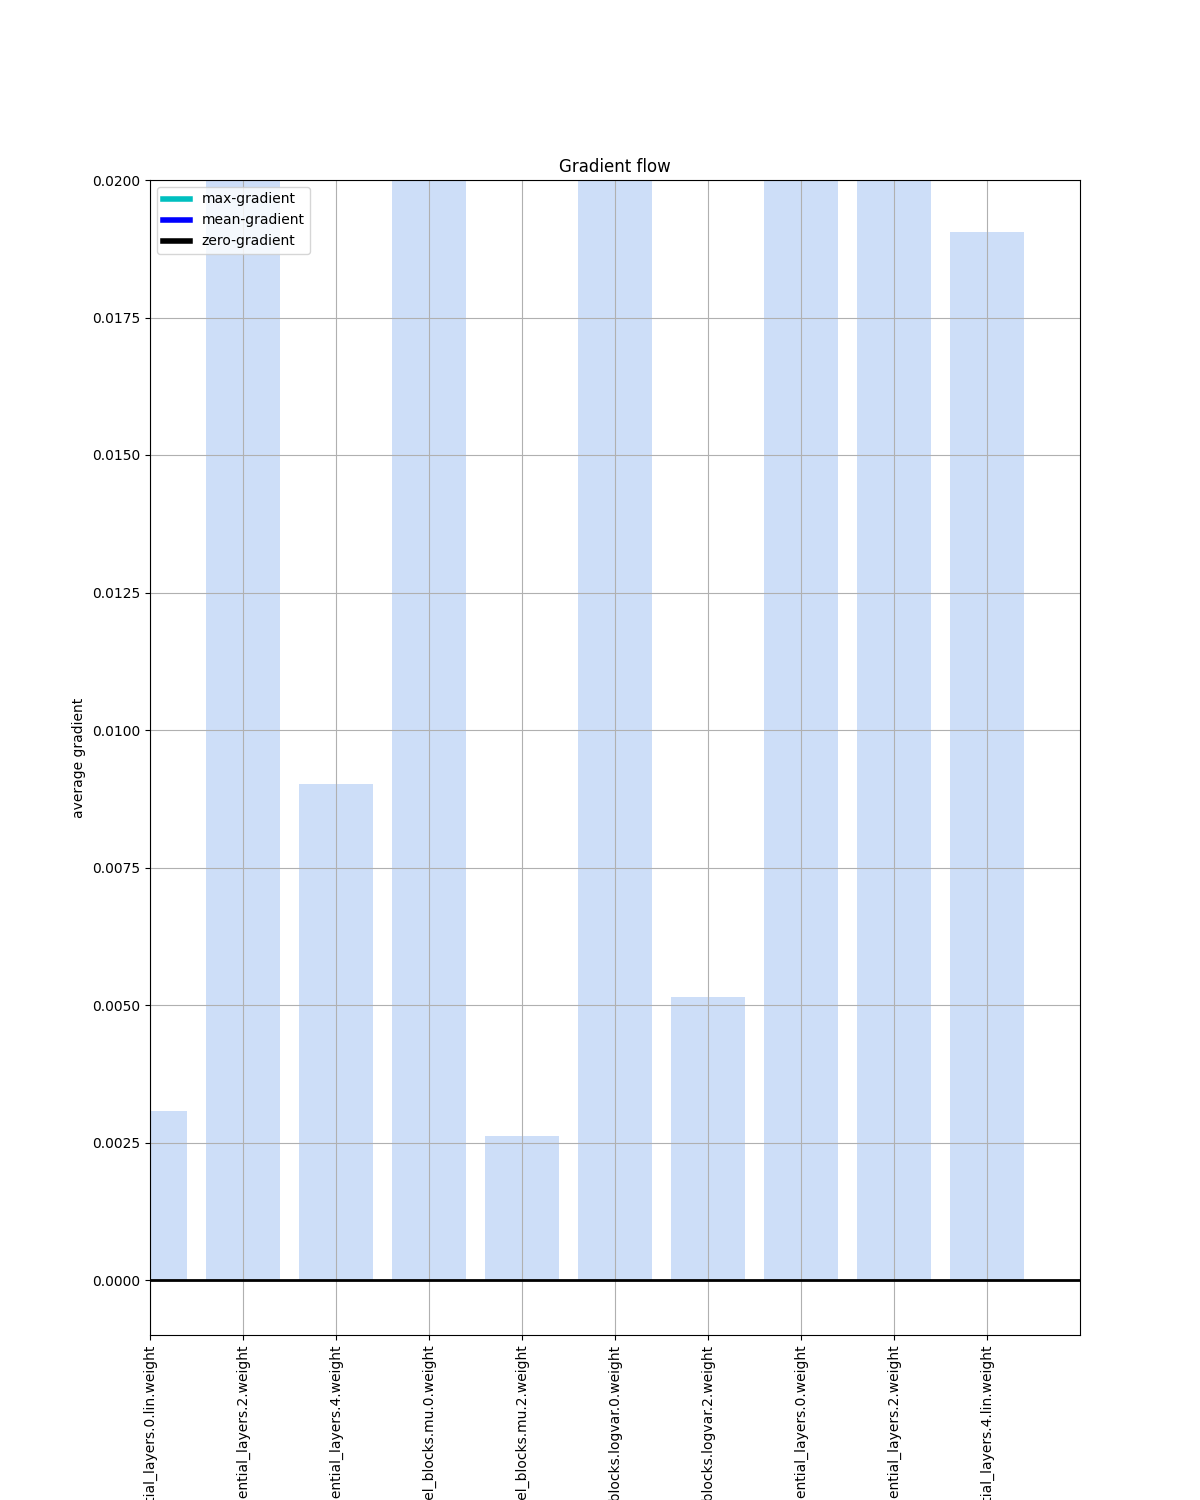 Gradient flow
max-gradient
mean-gradient
zero-gradient
0.0200
0.0175
0.0150
0.0125
0.0100
0.0075
0.0050
0.0025
0.0000
average gradient
tial_layers.0.lin.weight
ential_layers.2.weight
ential_layers.4.weight
el_blocks.mu.0.weight
el_blocks.mu.2.weight
blocks.logvar.0.weight
blocks.logvar.2.weight
ential_layers.0.weight
ential_layers.2.weight
tial_layers.4.lin.weight